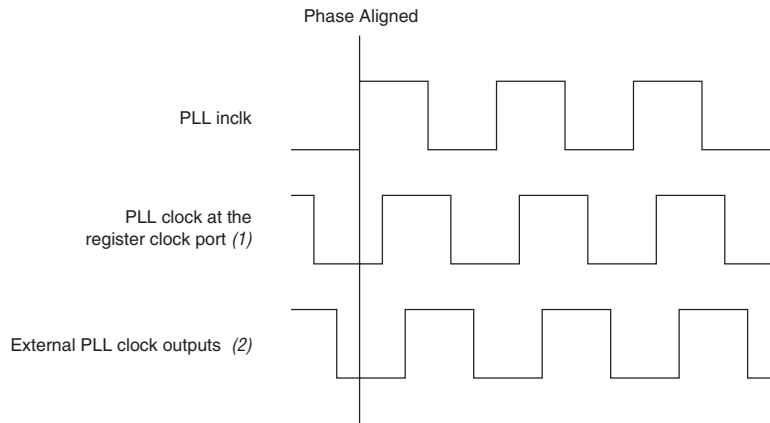 Phase Aligned
PLL inclk
PLL clock at the
register clock port (1)
External PLL clock outputs (2)